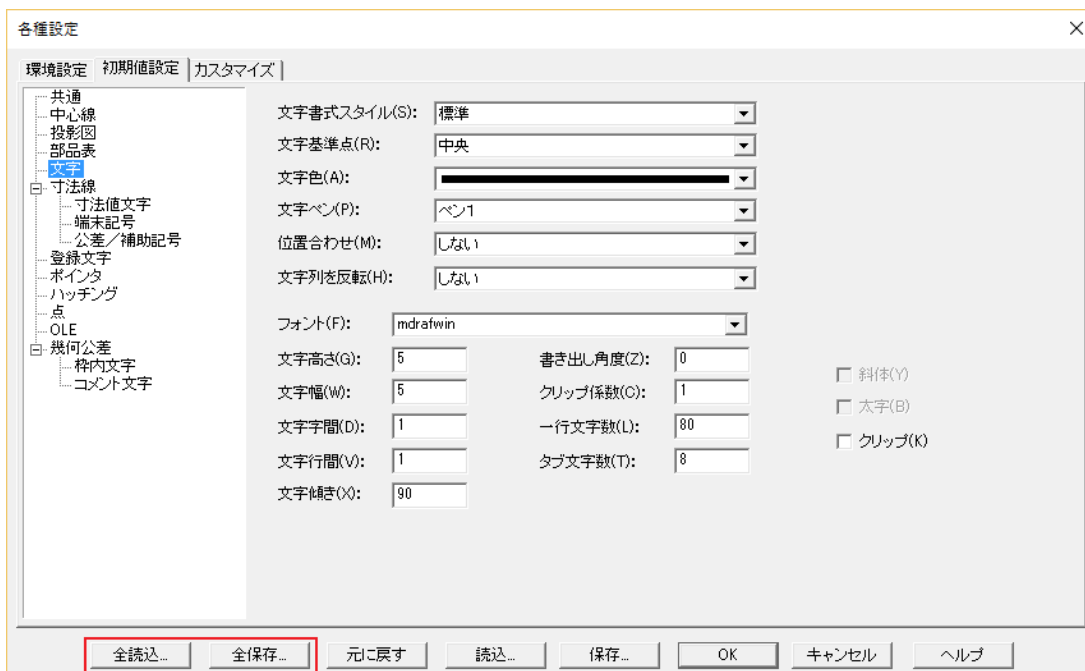 各種設定
環境設定 初期値設定 カスタマイズ
共通
中心線
投影図
部品表
文字
寸法線
寸法値文字
端末記号
公差/補助記号
登録文字
ポインタ
ハッチング
点
OLE
幾何公差
枠内文字
コメント文字
文字書式スタイル(S): 標準
文字基準点(R): 中央
文字色(A):
文字ペン(P): ペン1
位置合わせ(M): しない
文字列を反転(H): しない
フォント(F): mdrafwin
文字高さ(G): 5 書き出し角度(Z): 0
文字幅(W): 5 クリップ係数(C): 1
文字字間(D): 1 一行文字数(L): 80
文字行間(V): 1 タブ文字数(T): 8
文字傾き(X): 90
斜体(Y)
太字(B)
クリップ(K)
全読込... 全保存... 元に戻す 読込... 保存... OK キャンセル ヘルプ